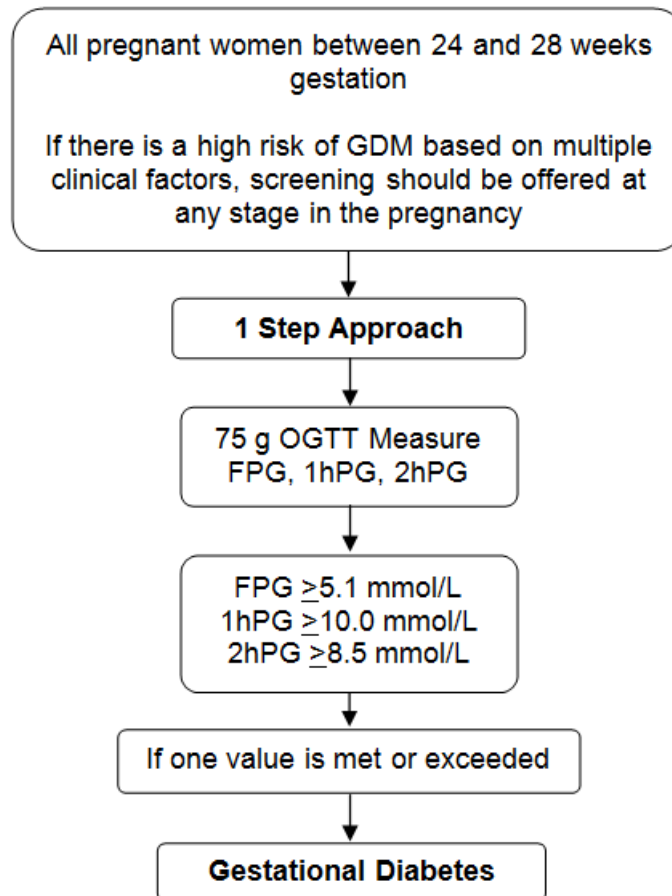 All pregnant women between 24 and 28 weeks
gestation
If there is a high risk of GDM based on multiple
clinical factors, screening should be offered at
any stage in the pregnancy
1 Step Approach
75 g OGTT Measure
FPG, 1hPG, 2hPG
FPG ≥5.1 mmol/L
1hPG ≥10.0 mmol/L
2hPG ≥8.5 mmol/L
If one value is met or exceeded
Gestational Diabetes